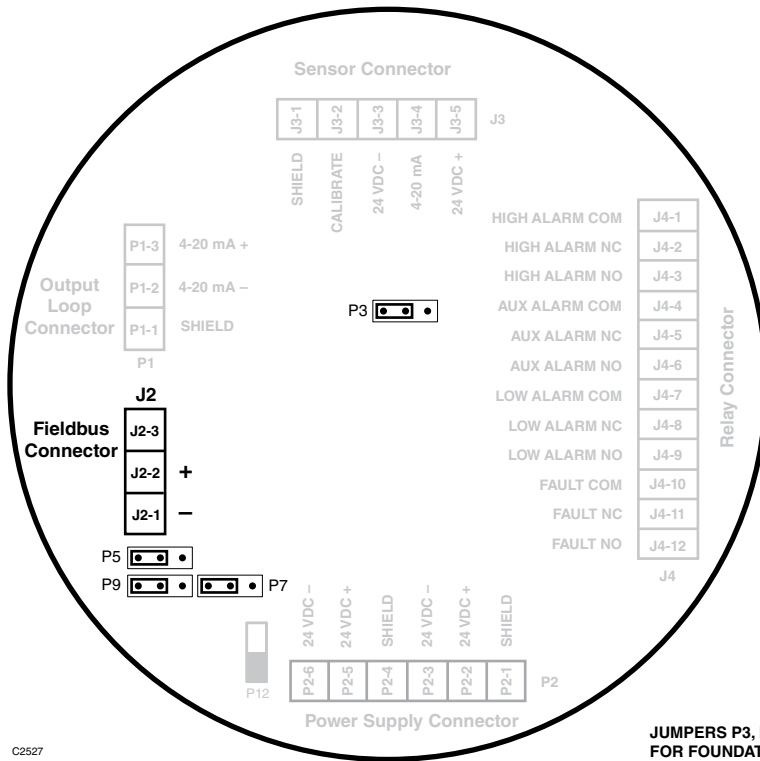 Sensor Connector
J3-1
J3-2
J3-3
J3-4
J3-5
J3
SHIELD
CALIBRATE
24 VDC –
4-20 mA
24 VDC +
Output
Loop
Connector
P1-3 4-20 mA +
P1-2 4-20 mA –
P1-1 SHIELD
P1
P3
HIGH ALARM COM J4-1
HIGH ALARM NC J4-2
HIGH ALARM NO J4-3
AUX ALARM COM J4-4
AUX ALARM NC J4-5
AUX ALARM NO J4-6
LOW ALARM COM J4-7
LOW ALARM NC J4-8
LOW ALARM NO J4-9
FAULT COM J4-10
FAULT NC J4-11
FAULT NO J4-12
J4
Relay Connector
J2
Fieldbus
Connector
J2-3
J2-2 +
J2-1 –
P5
P9
P7
P12
24 VDC –
24 VDC +
SHIELD
24 VDC –
24 VDC +
SHIELD
P2-6
P2-5
P2-4
P2-3
P2-2
P2-1
P2
Power Supply Connector
C2527
JUMPERS P3,
FOR